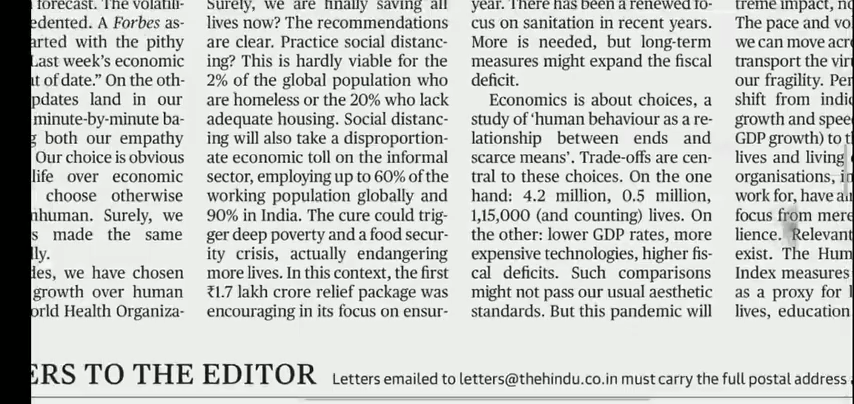 forecast. The volatili-
edented. A Forbes as-
arted with the pithy
Last week's economic
t of date." On the oth-
pdates land in our
minute-by-minute ba-
g both our empathy
Our choice is obvious
life over economic
choose otherwise
nhuman. Surely, we
s made the same
lly.
des, we have chosen
growth over human
orld Health Organiza-
Surely, we are finally saving all
lives now? The recommendations
are clear. Practice social distanc-
ing? This is hardly viable for the
2% of the global population who
are homeless or the 20% who lack
adequate housing. Social distanc-
ing will also take a disproportion-
ate economic toll on the informal
sector, employing up to 60% of the
working population globally and
90% in India. The cure could trig-
ger deep poverty and a food secur-
ity crisis, actually endangering
more lives. In this context, the first
₹1.7 lakh crore relief package was
encouraging in its focus on ensur-
year. There has been a renewed fo-
cus on sanitation in recent years.
More is needed, but long-term
measures might expand the fiscal
deficit.
Economics is about choices, a
study of 'human behaviour as a re-
lationship between ends and
scarce means'. Trade-offs are cen-
tral to these choices. On the one
hand: 4.2 million, 0.5 million,
1,15,000 (and counting) lives. On
the other: lower GDP rates, more
expensive technologies, higher fis-
cal deficits. Such comparisons
might not pass our usual aesthetic
standards. But this pandemic will
treme impact, no
The pace and vol
we can move acro
transport the viru
our fragility. Per
shift from indic
growth and spee
GDP growth) to t
lives and living
organisations, in
work for, have al
focus from mere
lience. Relevant
exist. The Hum
Index measures
as a proxy for l
lives, education
ERS TO THE EDITOR Letters emailed to letters@thehindu.co.in must carry the full postal address